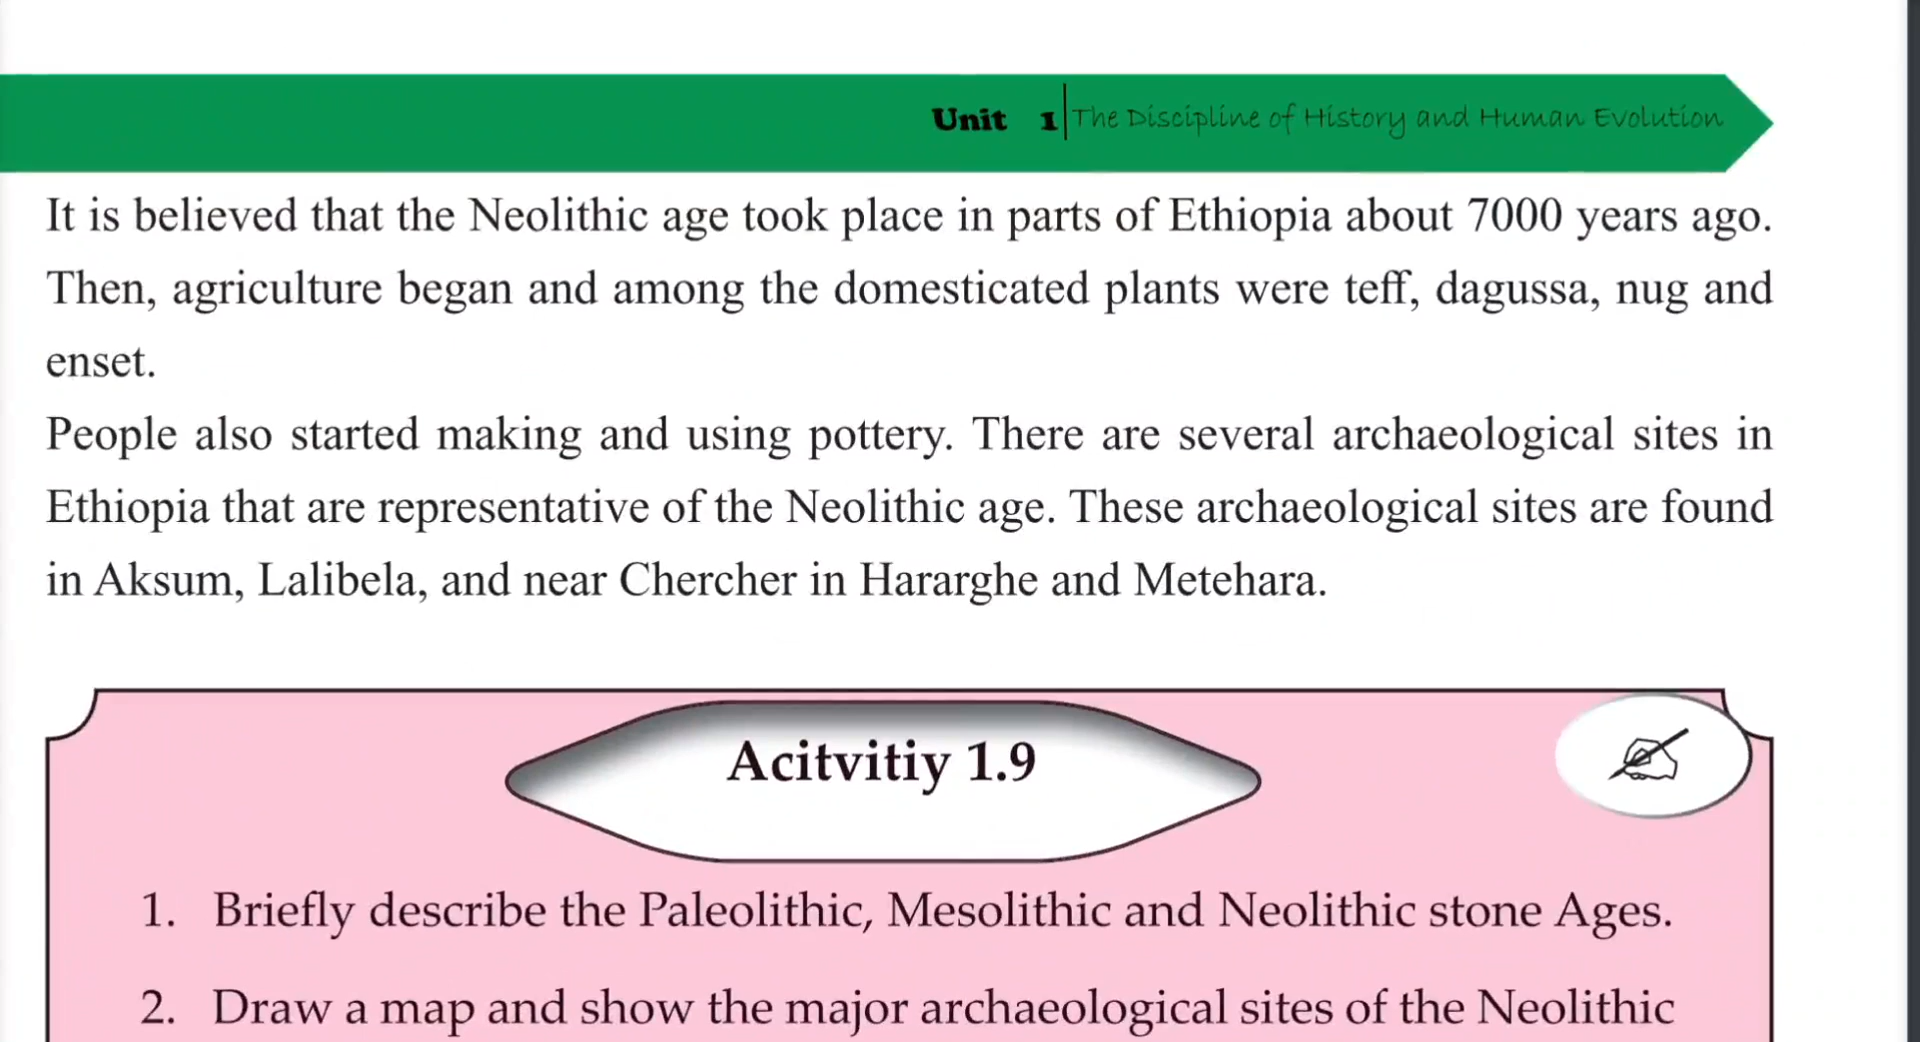 Unit 1 The Discipline of History and Human Evolution
It is believed that the Neolithic age took place in parts of Ethiopia about 7000 years ago.
Then, agriculture began and among the domesticated plants were teff, dagussa, nug and
enset.
People also started making and using pottery. There are several archaeological sites in
Ethiopia that are representative of the Neolithic age. These archaeological sites are found
in Aksum, Lalibela, and near Chercher in Hararghe and Metehara.
Acitvitiy 1.9
1. Briefly describe the Paleolithic, Mesolithic and Neolithic stone Ages.
2. Draw a map and show the major archaeological sites of the Neolithic